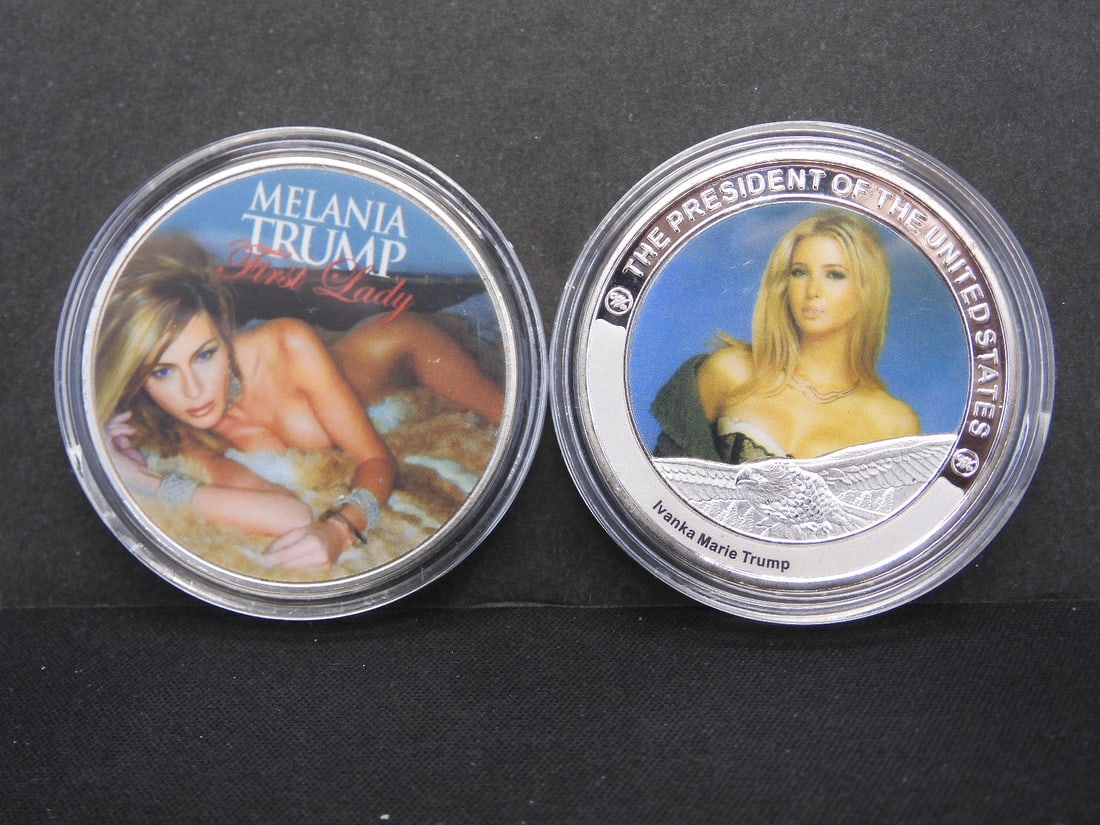 MELANIA
TRUMP
First Lady
THE PRESIDENT OF THE UNITED STATES
Ivanka Marie Trump